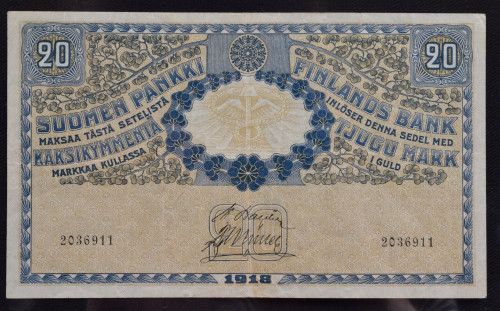 20
20
SUOMEN PANKKI
MAKSAA TÄSTÄ SETELISTÄ
KAKSIKYMMENTÄ
MARKKAA KULLASSA
FINLANDS BANK
INLÖSER DENNA SEDEL MED
TJUGO MARK
I GULD
2036911
20
2036911
1918